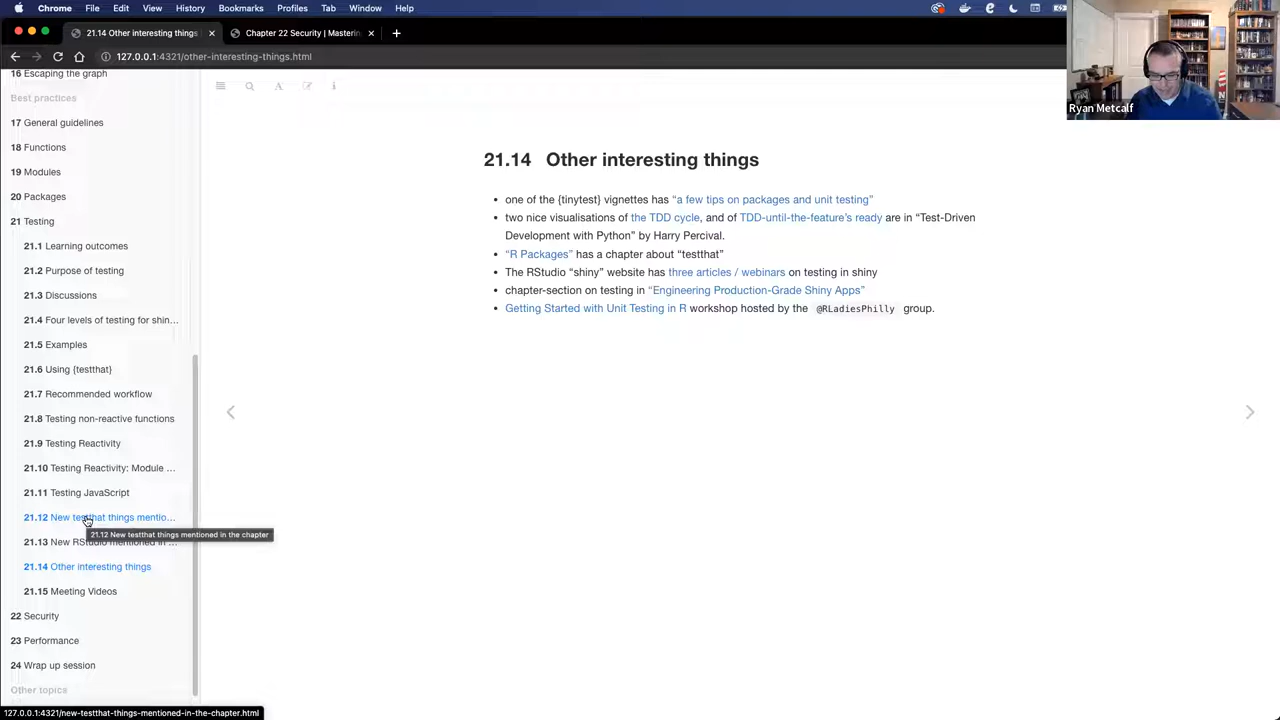 Chrome File Edit View History Bookmarks Profiles Tab Window Help
21.14 Other interesting things
Chapter 22 Security | Masterin
127.0.0.1:4321/other-interesting-things.html
Ryan Metcalf
16 Escaping the graph
Best practices
17 General guidelines
18 Functions
19 Modules
20 Packages
21 Testing
21.1 Learning outcomes
21.2 Purpose of testing
21.3 Discussions
21.4 Four levels of testing for shin…
21.5 Examples
21.6 Using {testthat}
21.7 Recommended workflow
21.8 Testing non-reactive functions
21.9 Testing Reactivity
21.10 Testing Reactivity: Module …
21.11 Testing JavaScript
21.12 New testthat things mentio…
21.12 New testthat things mentioned in the chapter
21.13 New RStudio mentioned in …
21.14 Other interesting things
21.15 Meeting Videos
22 Security
23 Performance
24 Wrap up session
Other topics
127.0.0.1:4321/new-testthat-things-mentioned-in-the-chapter.html
21.14 Other interesting things
• one of the {tinytest} vignettes has “a few tips on packages and unit testing”
• two nice visualisations of the TDD cycle, and of TDD-until-the-feature’s ready are in “Test-Driven
Development with Python” by Harry Percival.
• “R Packages” has a chapter about “testthat”
• The RStudio “shiny” website has three articles / webinars on testing in shiny
• chapter-section on testing in “Engineering Production-Grade Shiny Apps”
• Getting Started with Unit Testing in R workshop hosted by the @RLadiesPhilly group.